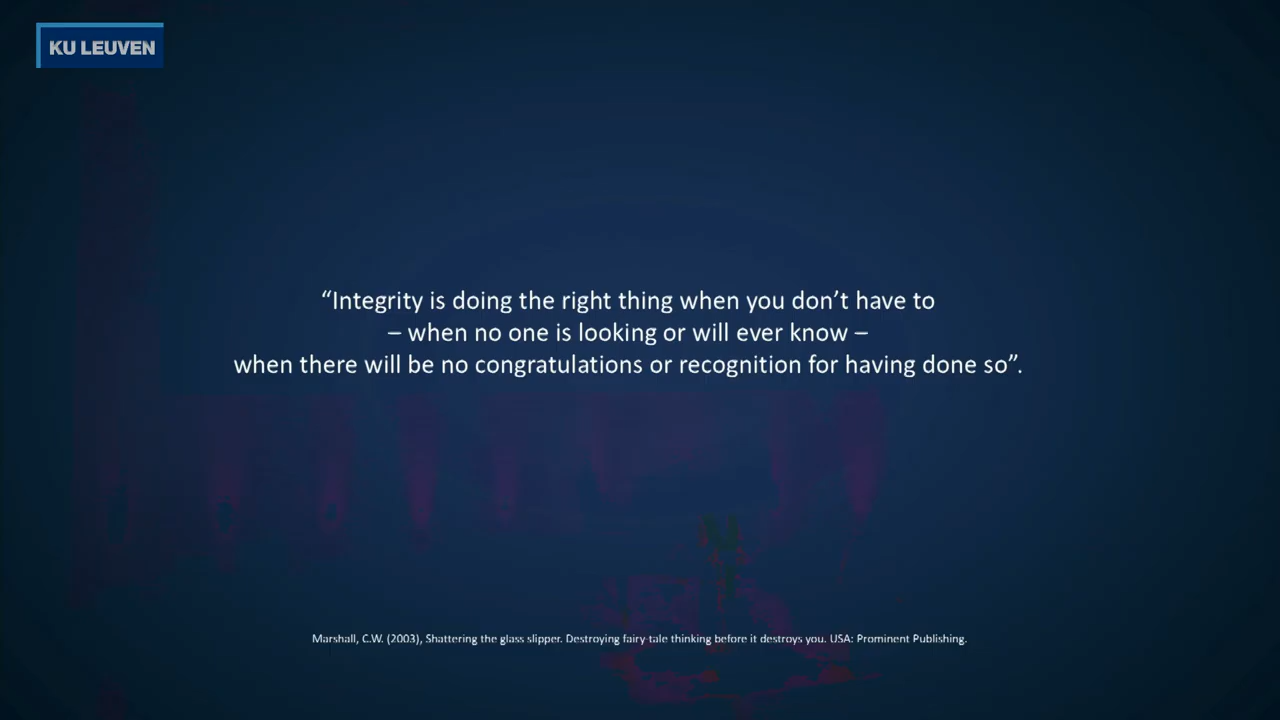 KU LEUVEN
“Integrity is doing the right thing when you don’t have to
– when no one is looking or will ever know –
when there will be no congratulations or recognition for having done so”.
Marshall, C.W. (2003), Shattering the glass slipper. Destroying fairy-tale thinking before it destroys you. USA: Prominent Publishing.